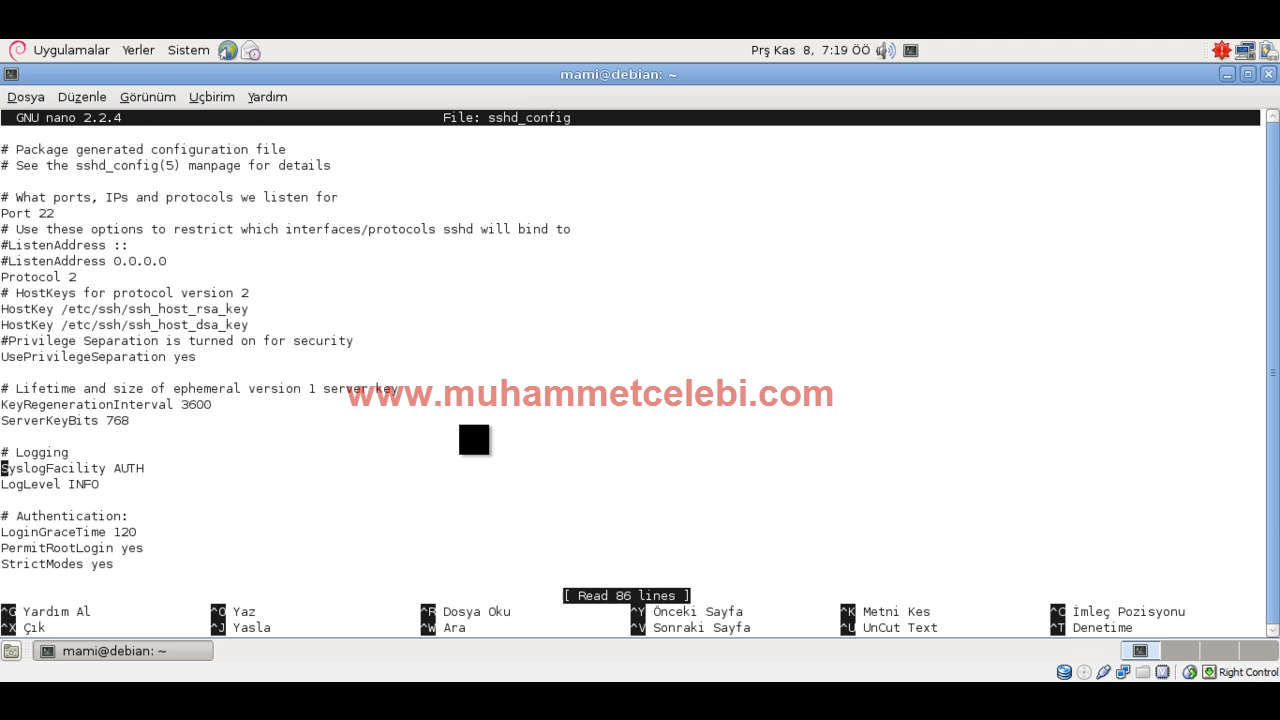 Uygulamalar Yerler Sistem Prş Kas 8, 7:19 ÖÖ
mami@debian: ~
Dosya Düzenle Görünüm Uçbirim Yardım
GNU nano 2.2.4 File: sshd_config
# Package generated configuration file
# See the sshd_config(5) manpage for details
# What ports, IPs and protocols we listen for
Port 22
# Use these options to restrict which interfaces/protocols sshd will bind to
#ListenAddress ::
#ListenAddress 0.0.0.0
Protocol 2
# HostKeys for protocol version 2
HostKey /etc/ssh/ssh_host_rsa_key
HostKey /etc/ssh/ssh_host_dsa_key
#Privilege Separation is turned on for security
UsePrivilegeSeparation yes
# Lifetime and size of ephemeral version 1 server key
www.muhammetcelebi.com
KeyRegenerationInterval 3600
ServerKeyBits 768
# Logging
SyslogFacility AUTH
LogLevel INFO
# Authentication:
LoginGraceTime 120
PermitRootLogin yes
StrictModes yes
[ Read 86 lines ]
^G Yardım Al ^O Yaz ^R Dosya Oku ^Y Önceki Sayfa ^K Metni Kes ^C İmleç Pozisyonu
^X Çık ^J Yasla ^W Ara ^V Sonraki Sayfa ^U UnCut Text ^T Denetime
mami@debian: ~
Right Control